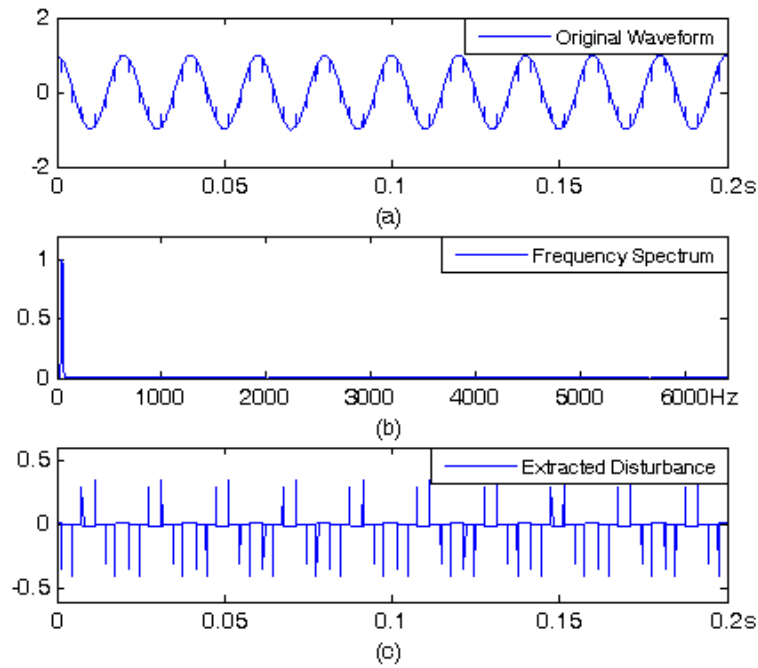 Original Waveform
2
0
-2
0
0.05
0.1
0.15
0.2s
(a)
Frequency Spectrum
1
0.5
0
0
1000
2000
3000
4000
5000
6000Hz
(b)
Extracted Disturbance
0.5
0
-0.5
0
0.05
0.1
0.15
0.2s
(c)